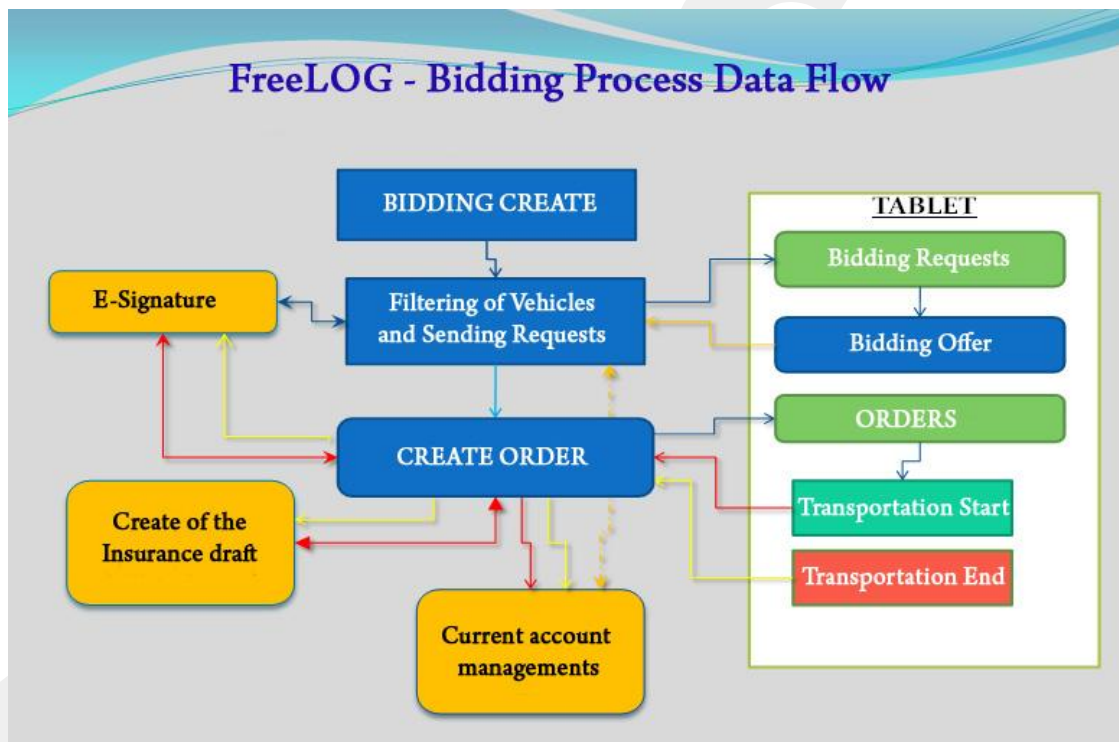 FreeLOG - Bidding Process Data Flow
BIDDING CREATE
TABLET
Bidding Requests
E-Signature
Filtering of Vehicles
and Sending Requests
Bidding Offer
ORDERS
CREATE ORDER
Create of the
Insurance draft
Transportation Start
Transportation End
Current account
managements